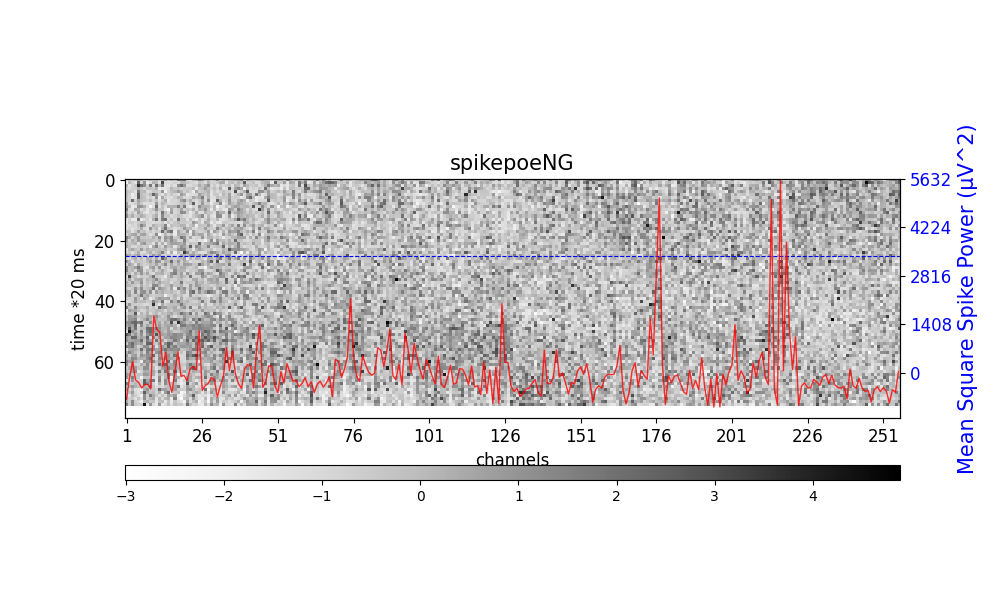 spikepoeNG
0
20
40
60
time *20 ms
5632
4224
2816
1408
0
Mean Square Spike Power (μV^2)
1 26 51 76 101 126 151 176 201 226 251
channels
−3 −2 −1 0 1 2 3 4